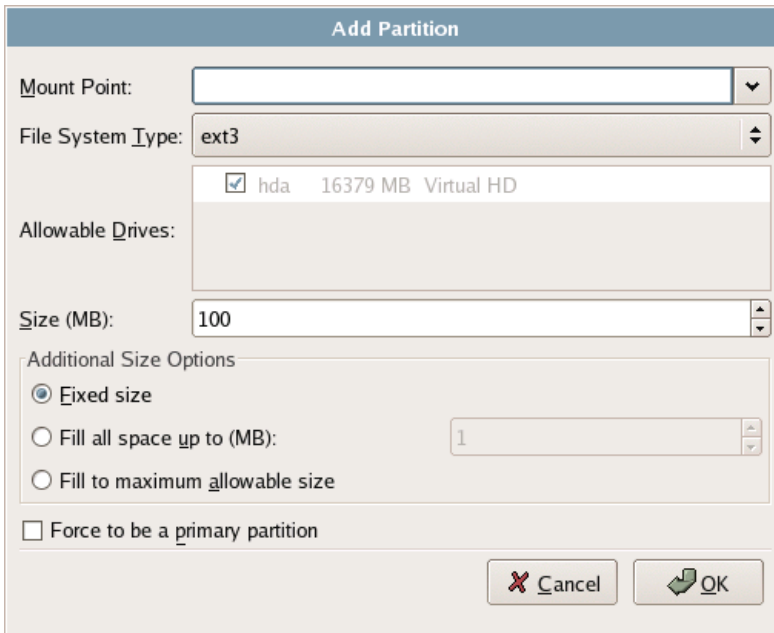 Add Partition
Mount Point:
File System Type: ext3
hda 16379 MB Virtual HD
Allowable Drives:
Size (MB): 100
Additional Size Options
Fixed size
Fill all space up to (MB): 1
Fill to maximum allowable size
Force to be a primary partition
Cancel OK